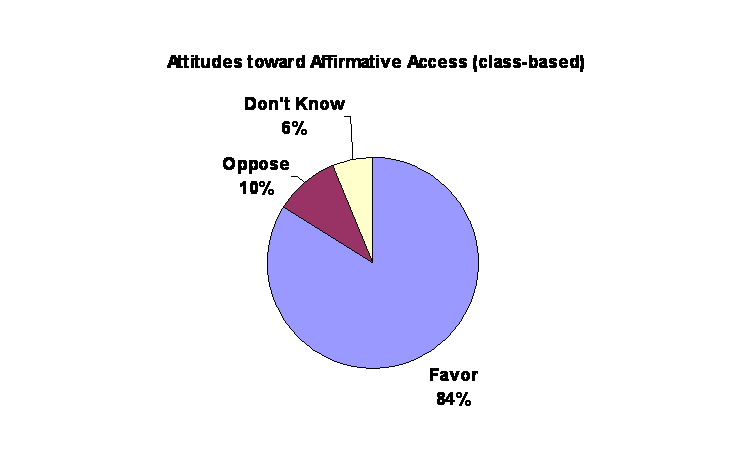 Attitudes toward Affirmative Access (class-based)
Don't Know
6%
Oppose
10%
Favor
84%